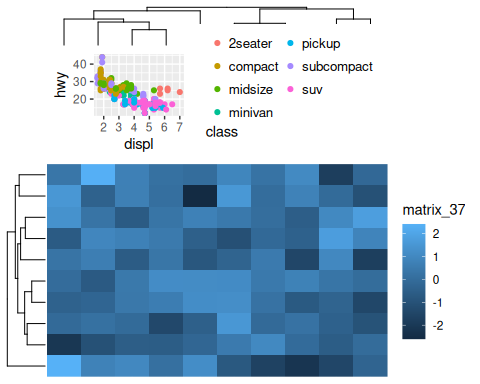 2seater pickup
compact subcompact
midsize suv
minivan
class
hwy
40
30
20
2 3 4 5 6 7
displ
matrix_37
2
1
0
-1
-2